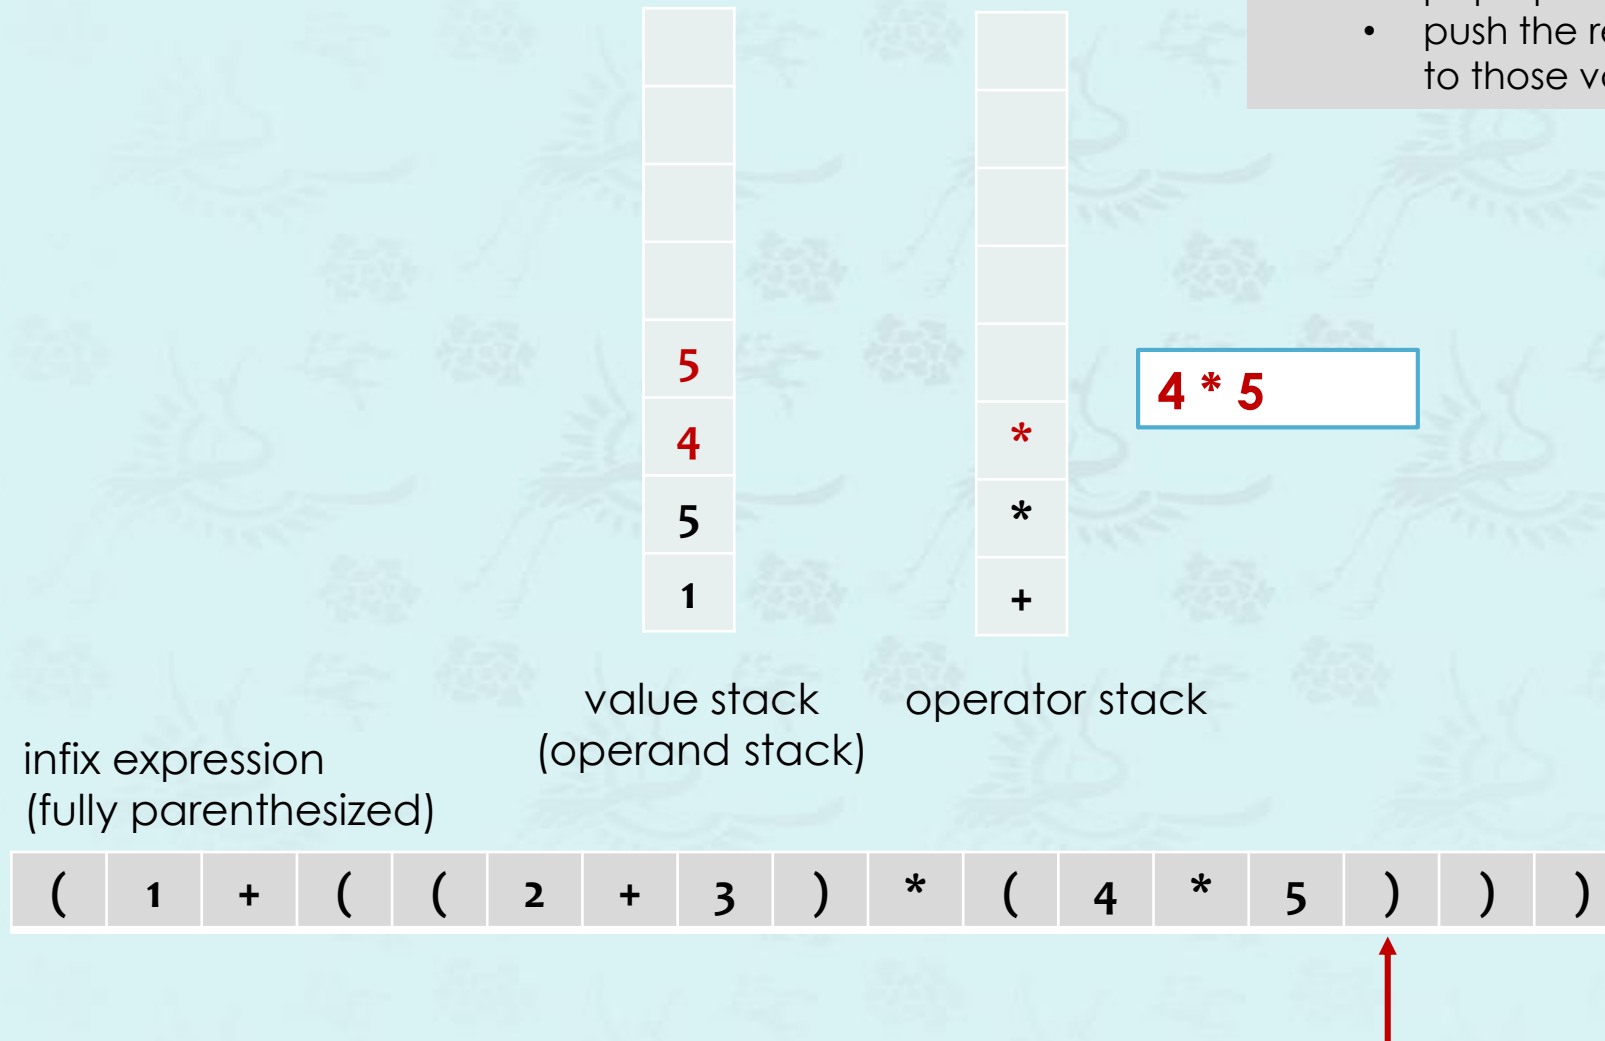 • push the
to those
5
4
5
1
*
*
+
4 * 5
value stack
(operand stack)
operator stack
infix expression
(fully parenthesized)
( 1 + ( ( 2 + 3 ) * ( 4 * 5 ) ) )